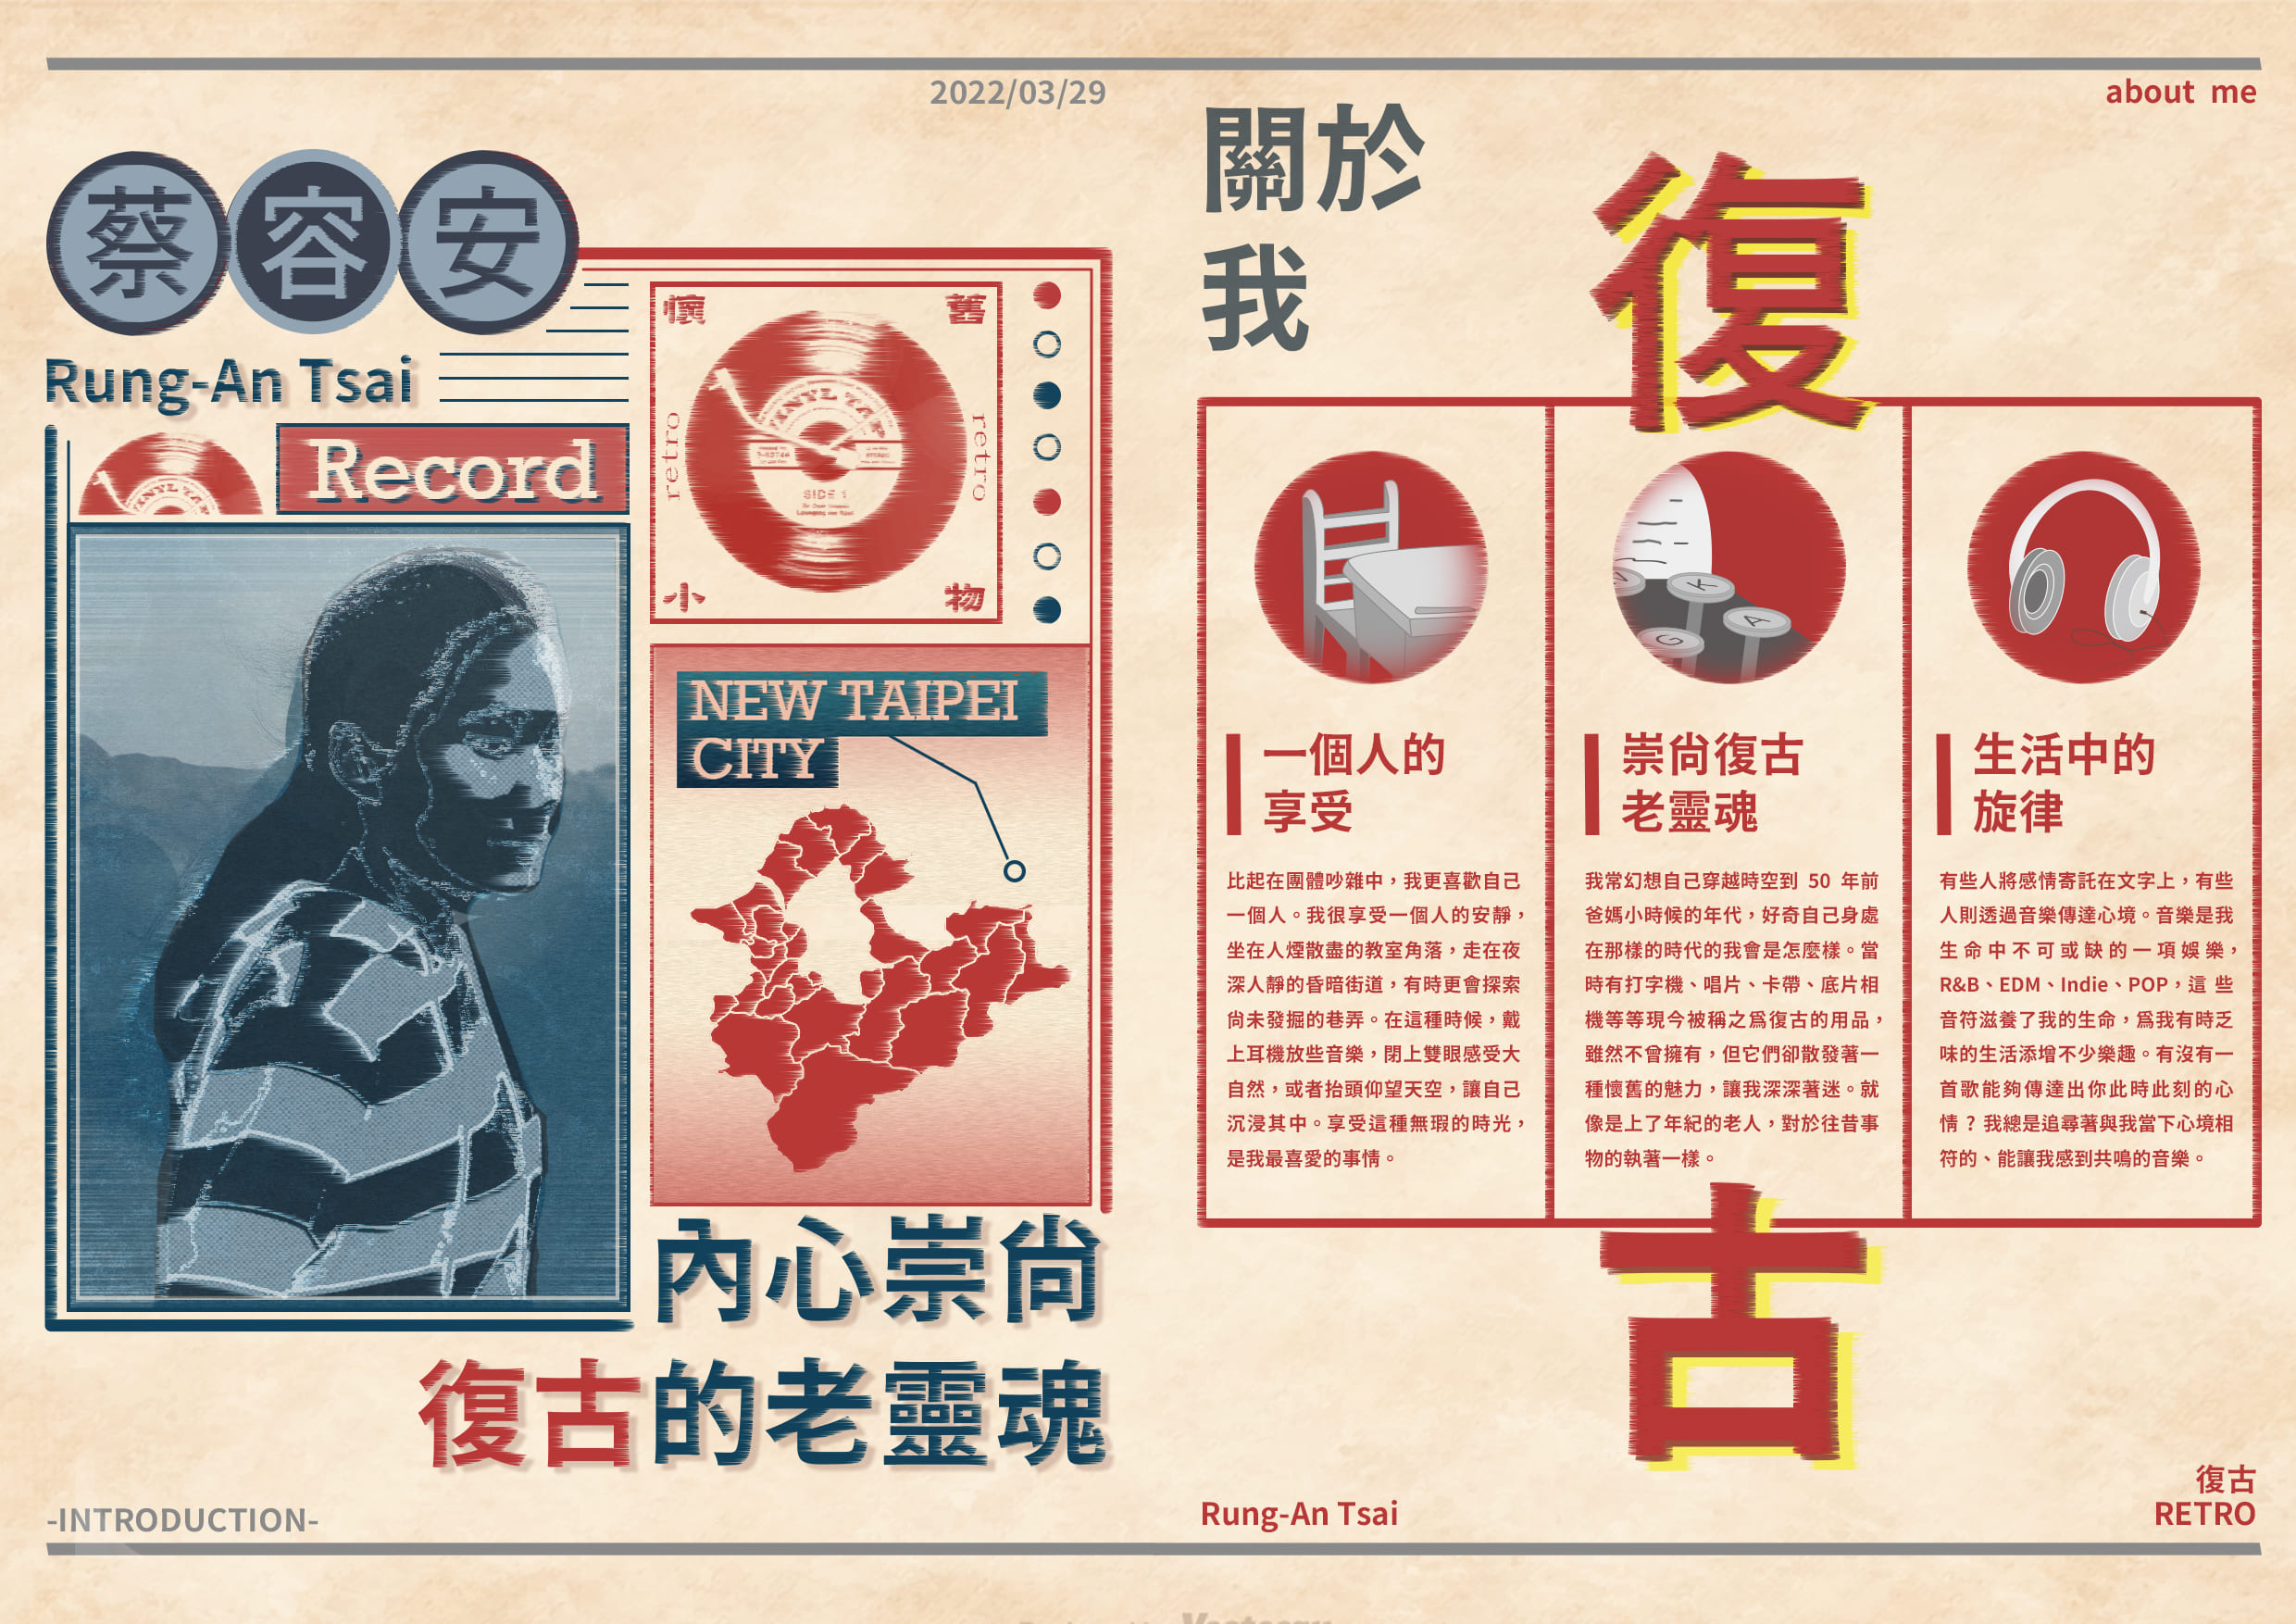 2022/03/29
蔡容安
Rung-An Tsai
Record
懷舊
retro
retro
VINYL TAP
SIDE 1
小物
NEW TAIPEI
CITY
內心崇尚
復古的老靈魂
-INTRODUCTION-
about me
關於
我
復
一個人的
享受
比起在團體吵雜中，我更喜歡自己
一個人。我很享受一個人的安靜，
坐在人煙散盡的教室角落，走在夜
深人靜的昏暗街道，有時更會探索
尚未發掘的巷弄。在這種時候，戴
上耳機放些音樂，閉上雙眼感受大
自然，或者抬頭仰望天空，讓自己
沉浸其中。享受這種無瑕的時光，
是我最喜愛的事情。
K
A
G
崇尚復古
老靈魂
我常幻想自己穿越時空到 50 年前
爸媽小時候的年代，好奇自己身處
在那樣的時代的我會是怎麼樣。當
時有打字機、唱片、卡帶、底片相
機等等現今被稱之為復古的用品，
雖然不曾擁有，但它們卻散發著一
種懷舊的魅力，讓我深深著迷。就
像是上了年紀的老人，對於往昔事
物的執著一樣。
生活中的
旋律
有些人將感情寄託在文字上，有些
人則透過音樂傳達心境。音樂是我
生命中不可或缺的一項娛樂，
R&B、EDM、Indie、POP，這些
音符滋養了我的生命，為我有時乏
味的生活添增不少樂趣。有沒有一
首歌能夠傳達出你此時此刻的心
情？我總是追尋著與我當下心境相
符的、能讓我感到共鳴的音樂。
古
Rung-An Tsai
復古
RETRO